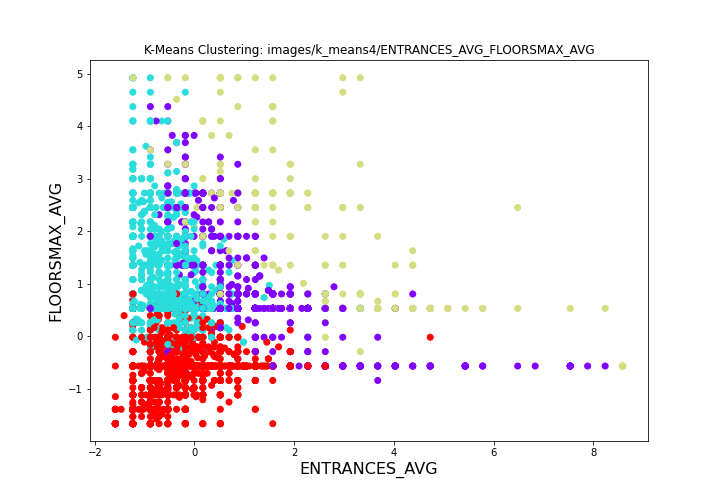 K-Means Clustering: images/k_means4/ENTRANCES_AVG_FLOORSMAX_AVG
5
4
3
2
1
0
−1
FLOORSMAX_AVG
−2 0 2 4 6 8
ENTRANCES_AVG